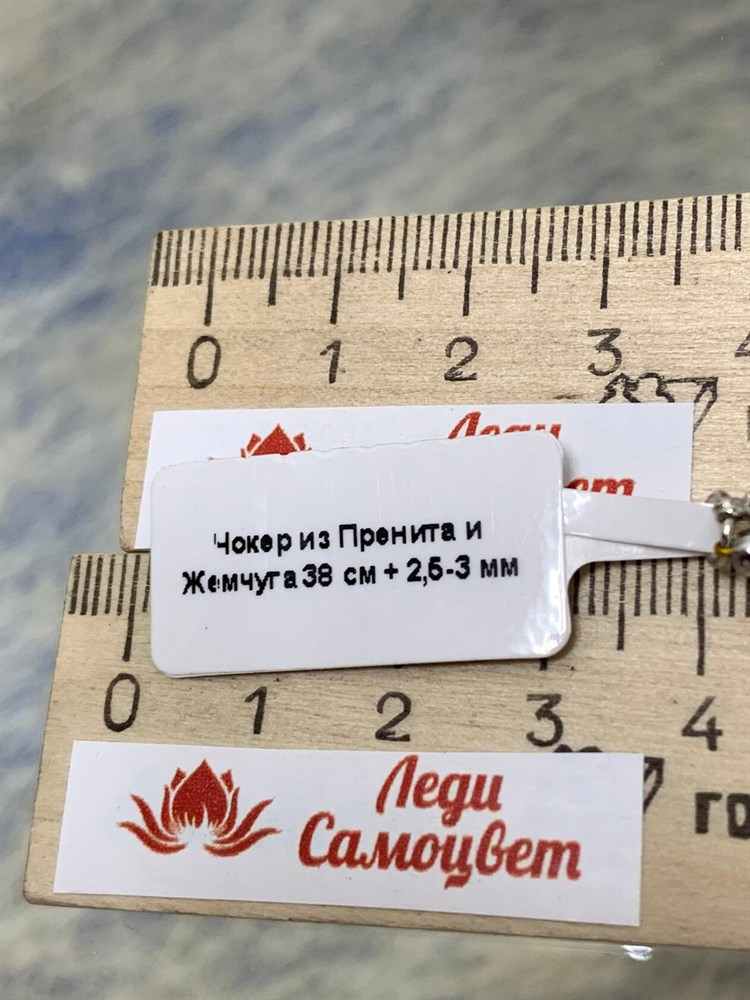 0 1 2 3
Леди
Чокер из Пренита и
Жемчуга 38 см + 2,5-3 мм
0 1 2 3 4
Леди
Самоцвет